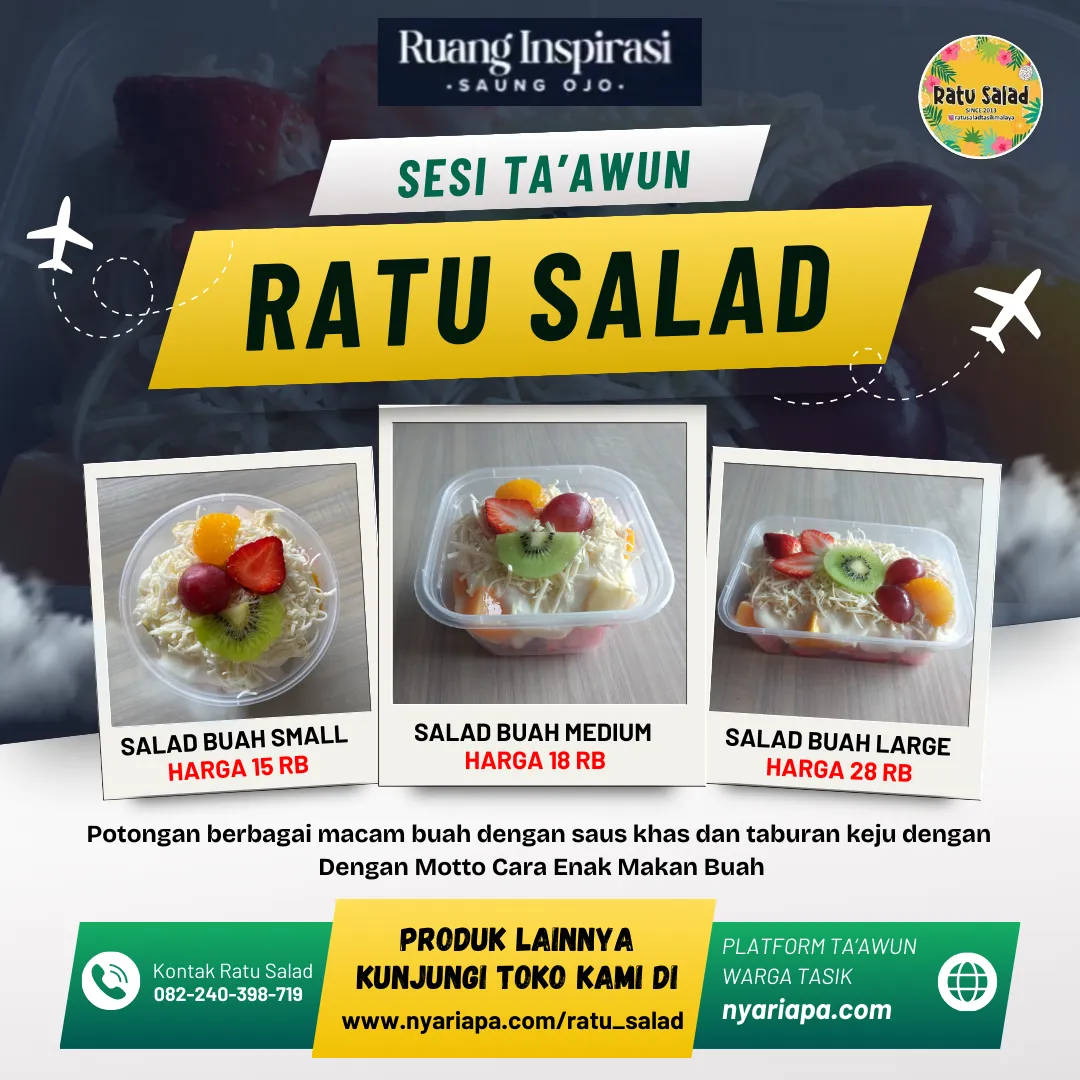 Ruang Inspirasi
• SAUNG OJO •
Ratu Salad
SINCE 2013
@ratusaladtasikmalaya
SESI TA'AWUN
RATU SALAD
SALAD BUAH SMALL
HARGA 15 RB
SALAD BUAH MEDIUM
HARGA 18 RB
SALAD BUAH LARGE
HARGA 28 RB
Potongan berbagai macam buah dengan saus khas dan taburan keju dengan
Dengan Motto Cara Enak Makan Buah
Kontak Ratu Salad
082-240-398-719
PRODUK LAINNYA
KUNJUNGI TOKO KAMI DI
www.nyariapa.com/ratu_salad
PLATFORM TA'AWUN
WARGA TASIK
nyariapa.com